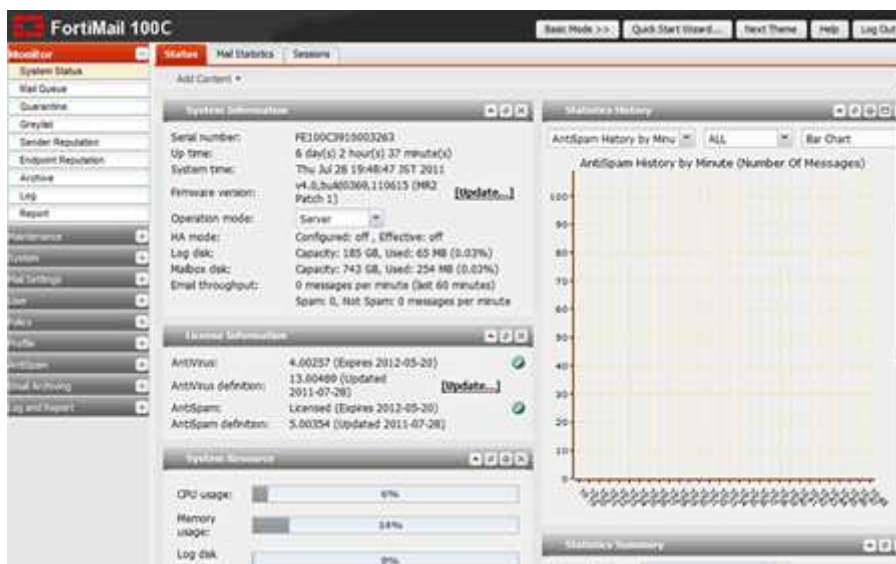 FortiMail 100C
Basic Mode >> Quick Start Wizard... Next Theme Help Log Out
Monitor
System Status
Mail Queue
Quarantine
Greylist
Sender Reputation
Endpoint Reputation
Archive
Log
Report
Maintenance
System
Mail Settings
User
Policy
Profile
AntiSpam
Email Archiving
Log and Report
Status Mail Statistics Sessions
Add Content
System Information
Serial number: FE100C3910003263
Up time: 6 day(s) 2 hour(s) 37 minute(s)
System time: Thu Jul 28 19:48:47 IST 2011
Firmware version: v4.0,build0369,110615 (MR2 Patch 1) [Update...]
Operation mode: Server
HA mode: Configured: off , Effective: off
Log disk: Capacity: 185 GB, Used: 65 MB (0.03%)
Mailbox disk: Capacity: 743 GB, Used: 254 MB (0.03%)
Email throughput: 0 messages per minute (last 60 minutes)
Spam: 0, Not Spam: 0 messages per minute
License Information
AntiVirus: 4.00257 (Expires 2012-05-20)
AntiVirus definition: 13.00489 (Updated 2011-07-28) [Update...]
AntiSpam: Licensed (Expires 2012-05-20)
AntiSpam definition: 5.00354 (Updated 2011-07-28)
System Resource
CPU usage: 6%
Memory usage: 14%
Log disk 0%
Statistics History
AntiSpam History by Minu ALL Bar Chart
AntiSpam History by Minute (Number Of Messages)
100
90
80
70
60
50
40
30
20
10
0
Statistics Summary